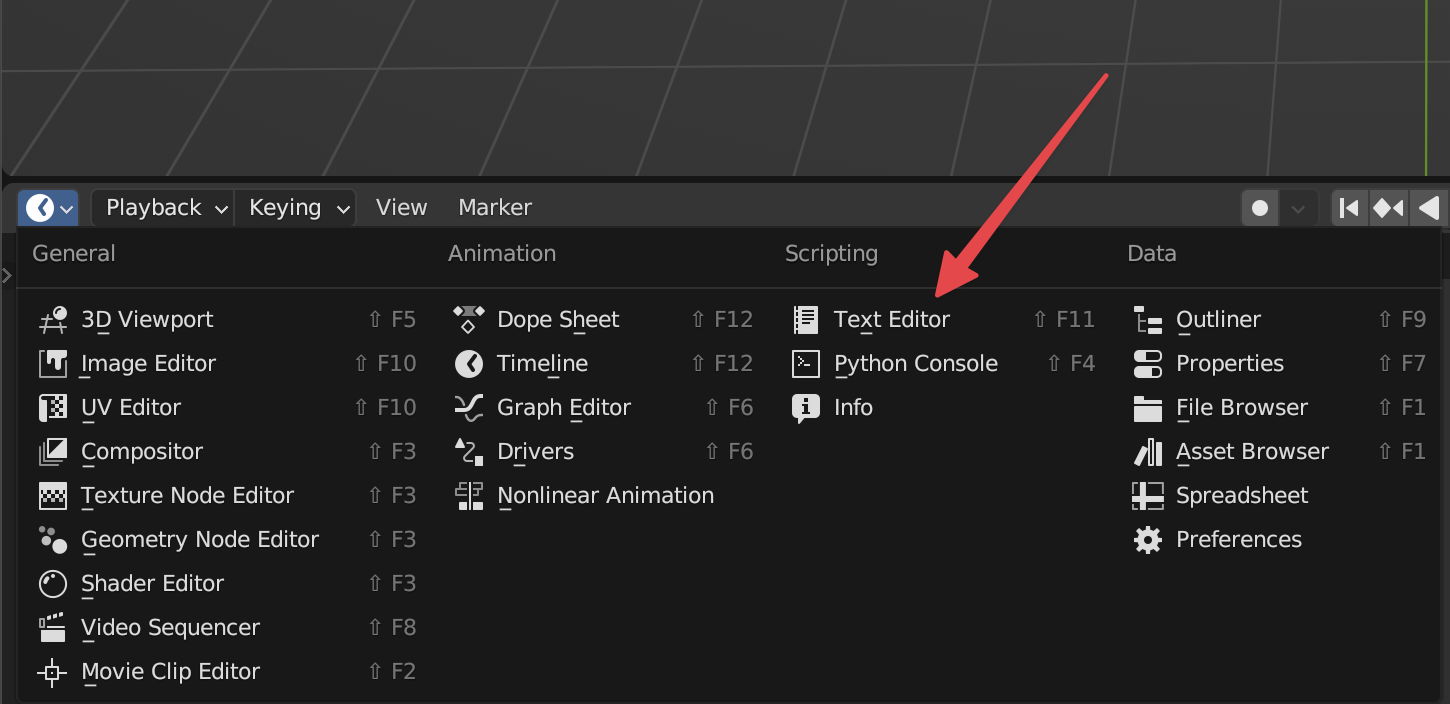 Playback Keying View Marker
General Animation Scripting Data
3D Viewport ⇧ F5 Dope Sheet ⇧ F12 Text Editor ⇧ F11 Outliner ⇧ F9
Image Editor ⇧ F10 Timeline ⇧ F12 Python Console ⇧ F4 Properties ⇧ F7
UV Editor ⇧ F10 Graph Editor ⇧ F6 Info File Browser ⇧ F1
Compositor ⇧ F3 Drivers ⇧ F6 Asset Browser ⇧ F1
Texture Node Editor ⇧ F3 Nonlinear Animation Spreadsheet
Geometry Node Editor ⇧ F3 Preferences
Shader Editor ⇧ F3
Video Sequencer ⇧ F8
Movie Clip Editor ⇧ F2